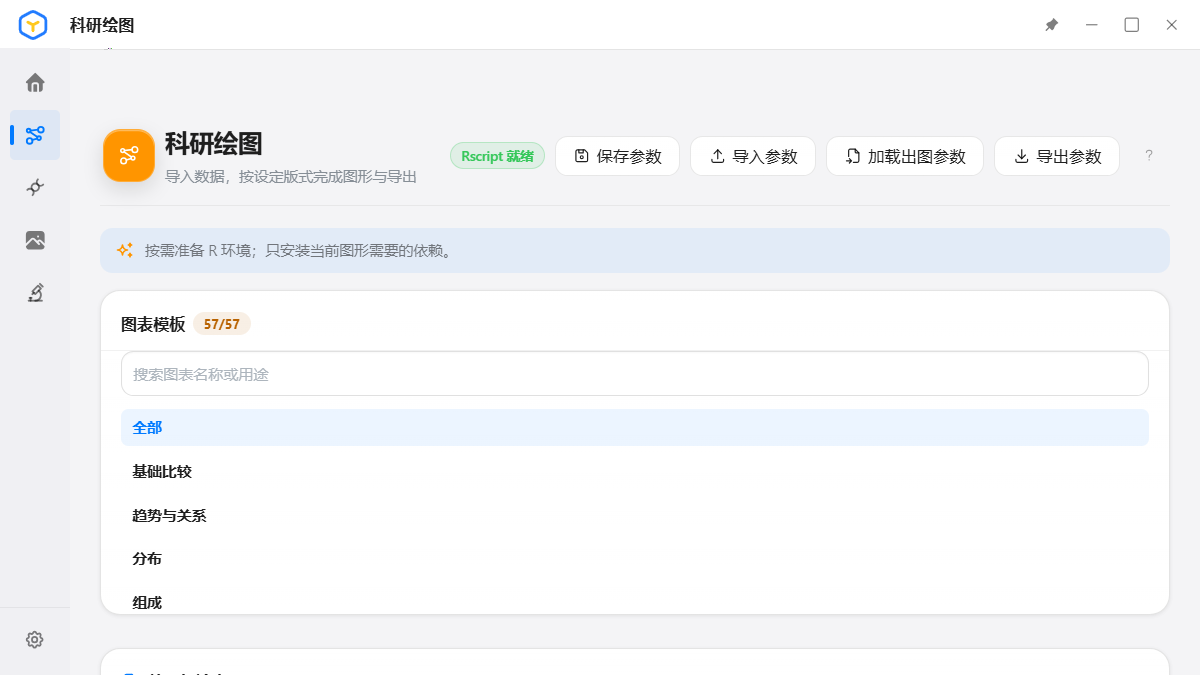 科研绘图
科研绘图
导入数据，按设定版式完成图形与导出
Rscript 就绪
保存参数
导入参数
加载出图参数
导出参数
?
按需准备 R 环境；只安装当前图形需要的依赖。
图表模板
57/57
搜索图表名称或用途
全部
基础比较
趋势与关系
分布
组成